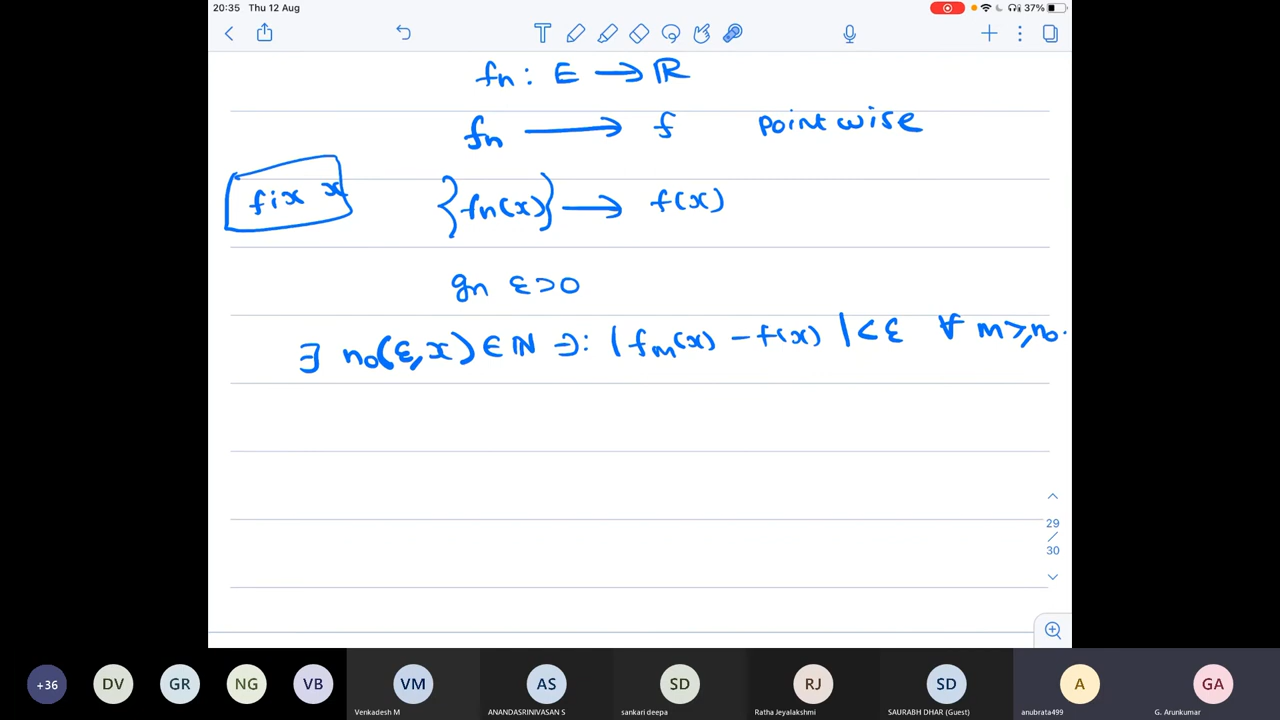 20:35 Thu 12 Aug 37%
fn : E → ℝ
fn → f pointwise
fix x {fn(x)} → f(x)
gn ε>0
∃ n₀(ε,x) ∈ ℕ ∋: |fm(x) - f(x)| < ε ∀ m ≥ n₀.
29
/
30
+36 DV GR NG VB VM AS SD RJ SD A GA
Venkadesh M ANANDASRINIVASAN S sankari deepa Ratha Jeyalakshmi SAURABH DHAR (Guest) anubrata499 G. Arunkumar